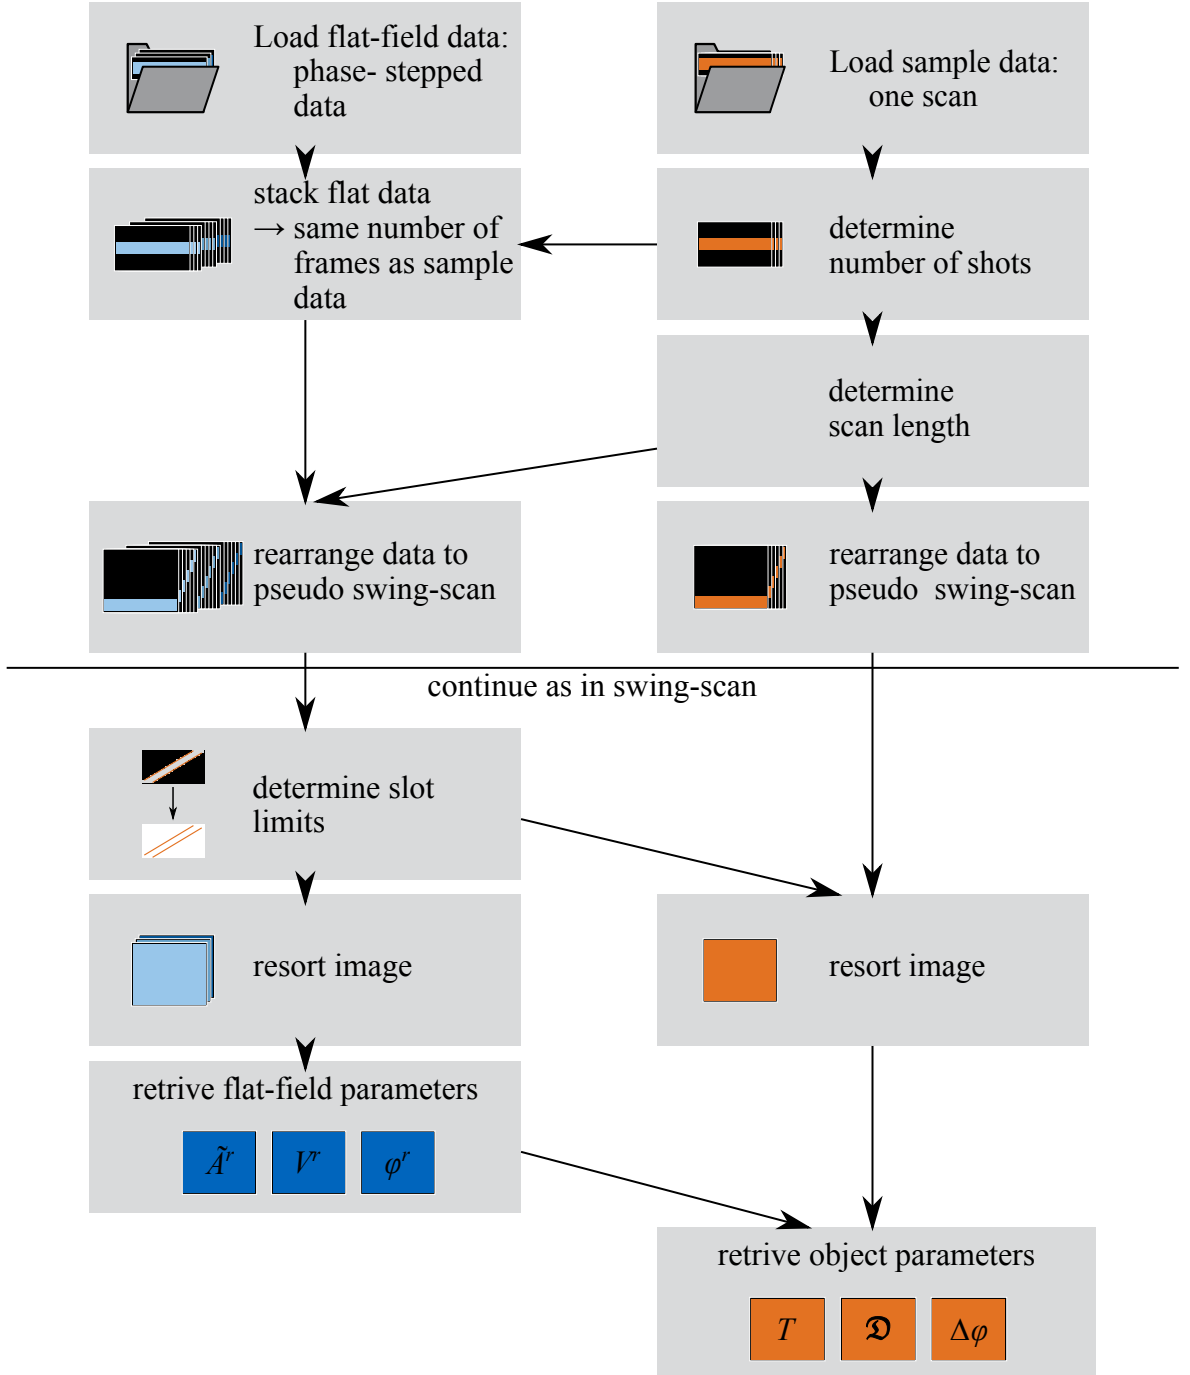 Load flat-field data:
phase- stepped
data
Load sample data:
one scan
stack flat data
→ same number of
frames as sample
data
determine
number of shots
determine
scan length
rearrange data to
pseudo swing-scan
rearrange data to
pseudo swing-scan
continue as in swing-scan
determine slot
limits
resort image
resort image
retrive flat-field parameters
Ã^r V^r φ^r
retrive object parameters
T 𝕯 Δφ